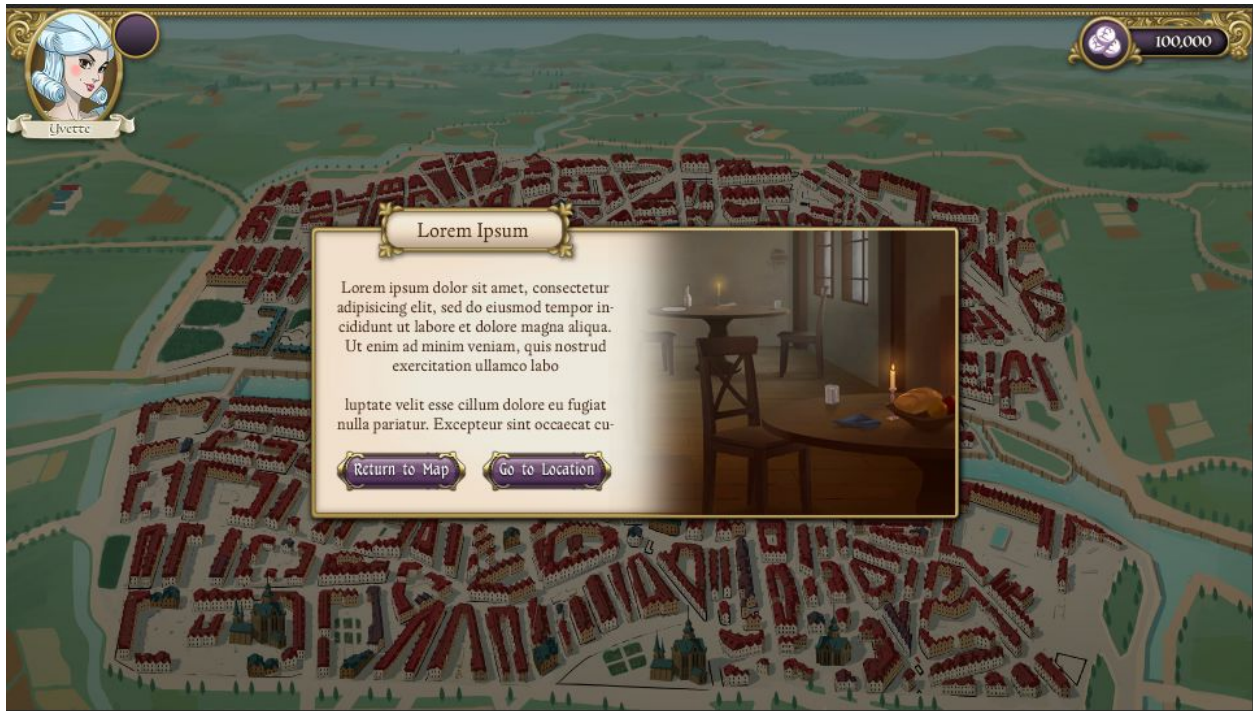 Yvette
100,000
Lorem Ipsum
Lorem ipsum dolor sit amet, consectetur
adipisicing elit, sed do eiusmod tempor in-
cididunt ut labore et dolore magna aliqua.
Ut enim ad minim veniam, quis nostrud
exercitation ullamco labo
luptate velit esse cillum dolore eu fugiat
nulla pariatur. Excepteur sint occaecat cu-
Return to Map
Go to Location